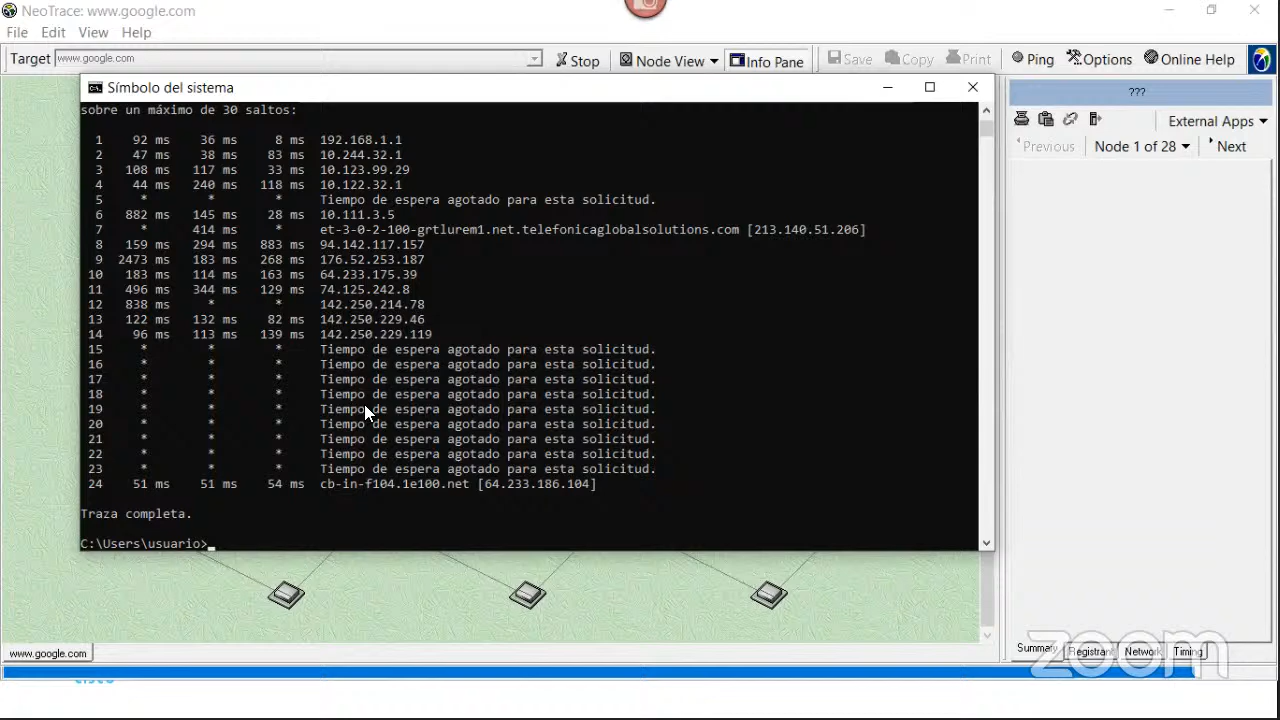 NeoTrace: www.google.com
File Edit View Help
Target www.google.com Stop Node View Info Pane Save Copy Print Ping Options Online Help
Símbolo del sistema
sobre un máximo de 30 saltos:
1 92 ms 36 ms 8 ms 192.168.1.1
2 47 ms 38 ms 83 ms 10.244.32.1
3 108 ms 117 ms 33 ms 10.123.99.29
4 44 ms 240 ms 118 ms 10.122.32.1
5 * * * Tiempo de espera agotado para esta solicitud.
6 882 ms 145 ms 28 ms 10.111.3.5
7 * 414 ms * et-3-0-2-100-grtlurem1.net.telefonicaglobalsolutions.com [213.140.51.206]
8 159 ms 294 ms 883 ms 94.142.117.157
9 2473 ms 183 ms 268 ms 176.52.253.187
10 183 ms 114 ms 163 ms 64.233.175.39
11 496 ms 344 ms 129 ms 74.125.242.8
12 838 ms * * 142.250.214.78
13 122 ms 132 ms 82 ms 142.250.229.46
14 96 ms 113 ms 139 ms 142.250.229.119
15 * * * Tiempo de espera agotado para esta solicitud.
16 * * * Tiempo de espera agotado para esta solicitud.
17 * * * Tiempo de espera agotado para esta solicitud.
18 * * * Tiempo de espera agotado para esta solicitud.
19 * * * Tiempo de espera agotado para esta solicitud.
20 * * * Tiempo de espera agotado para esta solicitud.
21 * * * Tiempo de espera agotado para esta solicitud.
22 * * * Tiempo de espera agotado para esta solicitud.
23 * * * Tiempo de espera agotado para esta solicitud.
24 51 ms 51 ms 54 ms cb-in-f104.1e100.net [64.233.186.104]
Traza completa.
C:\Users\usuario>
???
External Apps
Previous Node 1 of 28 Next
www.google.com
Summary Registrant Network Timing
zoom